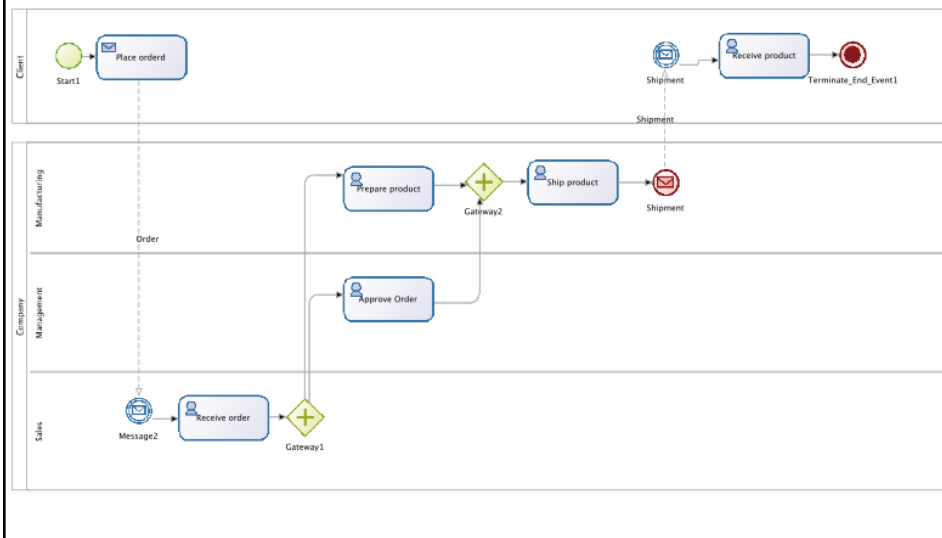 Client
Place orderd
Start1
Shipment
Receive product
Terminate_End_Event1
Shipment
Company
Manufacturing
Prepare product
Gateway2
Ship product
Shipment
Order
Management
Approve Order
Sales
Message2
Receive order
Gateway1